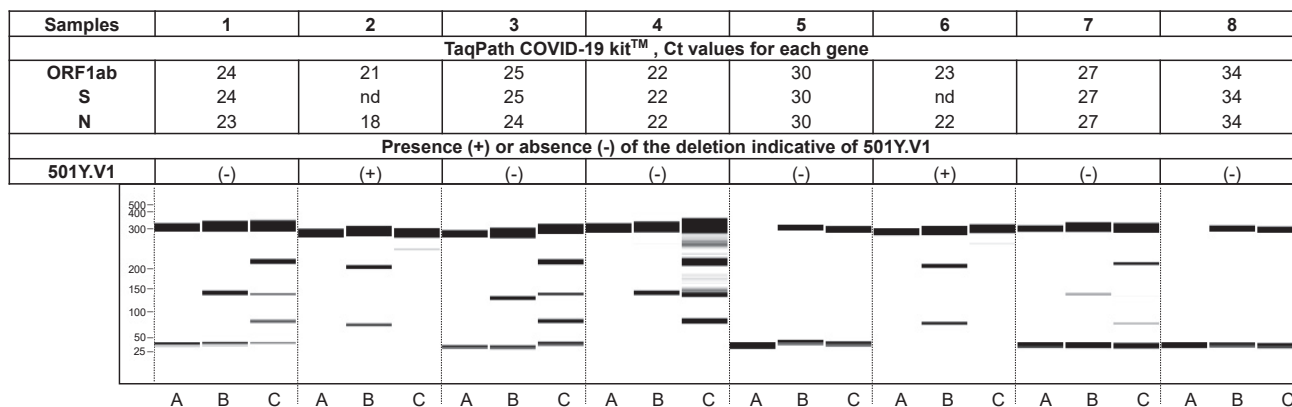 Samples 1 2 3 4 5 6 7 8
TaqPath COVID-19 kitTM , Ct values for each gene
ORF1ab 24 21 25 22 30 23 27 34
S 24 nd 25 22 30 nd 27 34
N 23 18 24 22 30 22 27 34
Presence (+) or absence (-) of the deletion indicative of 501Y.V1
501Y.V1 (-) (+) (-) (-) (-) (+) (-) (-)
500
400
300
200
150
100
50
25
A B C A B C A B C A B C A B C A B C A B C A B C